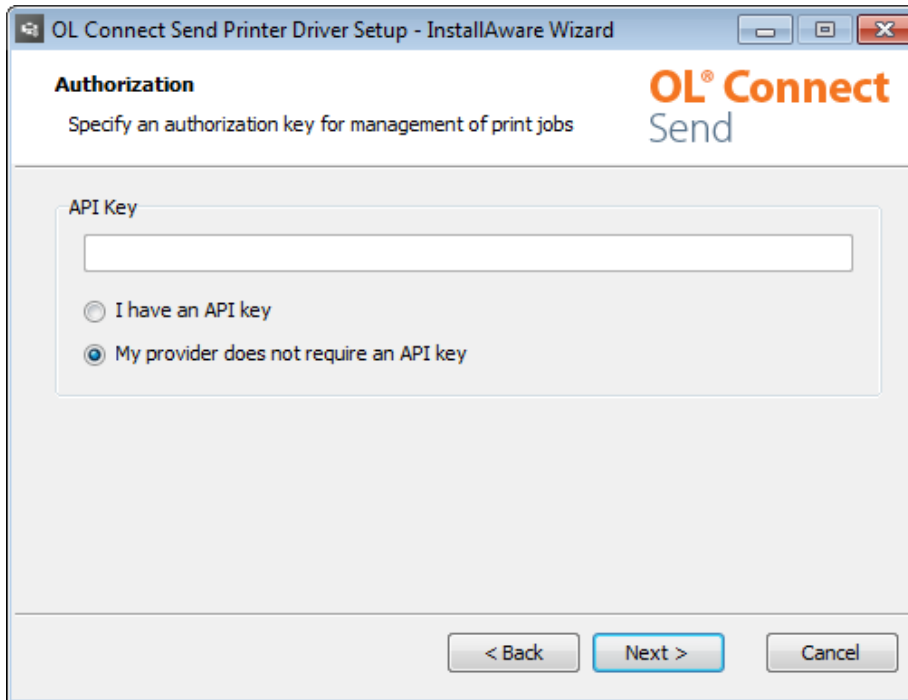 OL Connect Send Printer Driver Setup - InstallAware Wizard
Authorization
Specify an authorization key for management of print jobs
OL® Connect
Send
API Key
I have an API key
My provider does not require an API key
< Back
Next >
Cancel